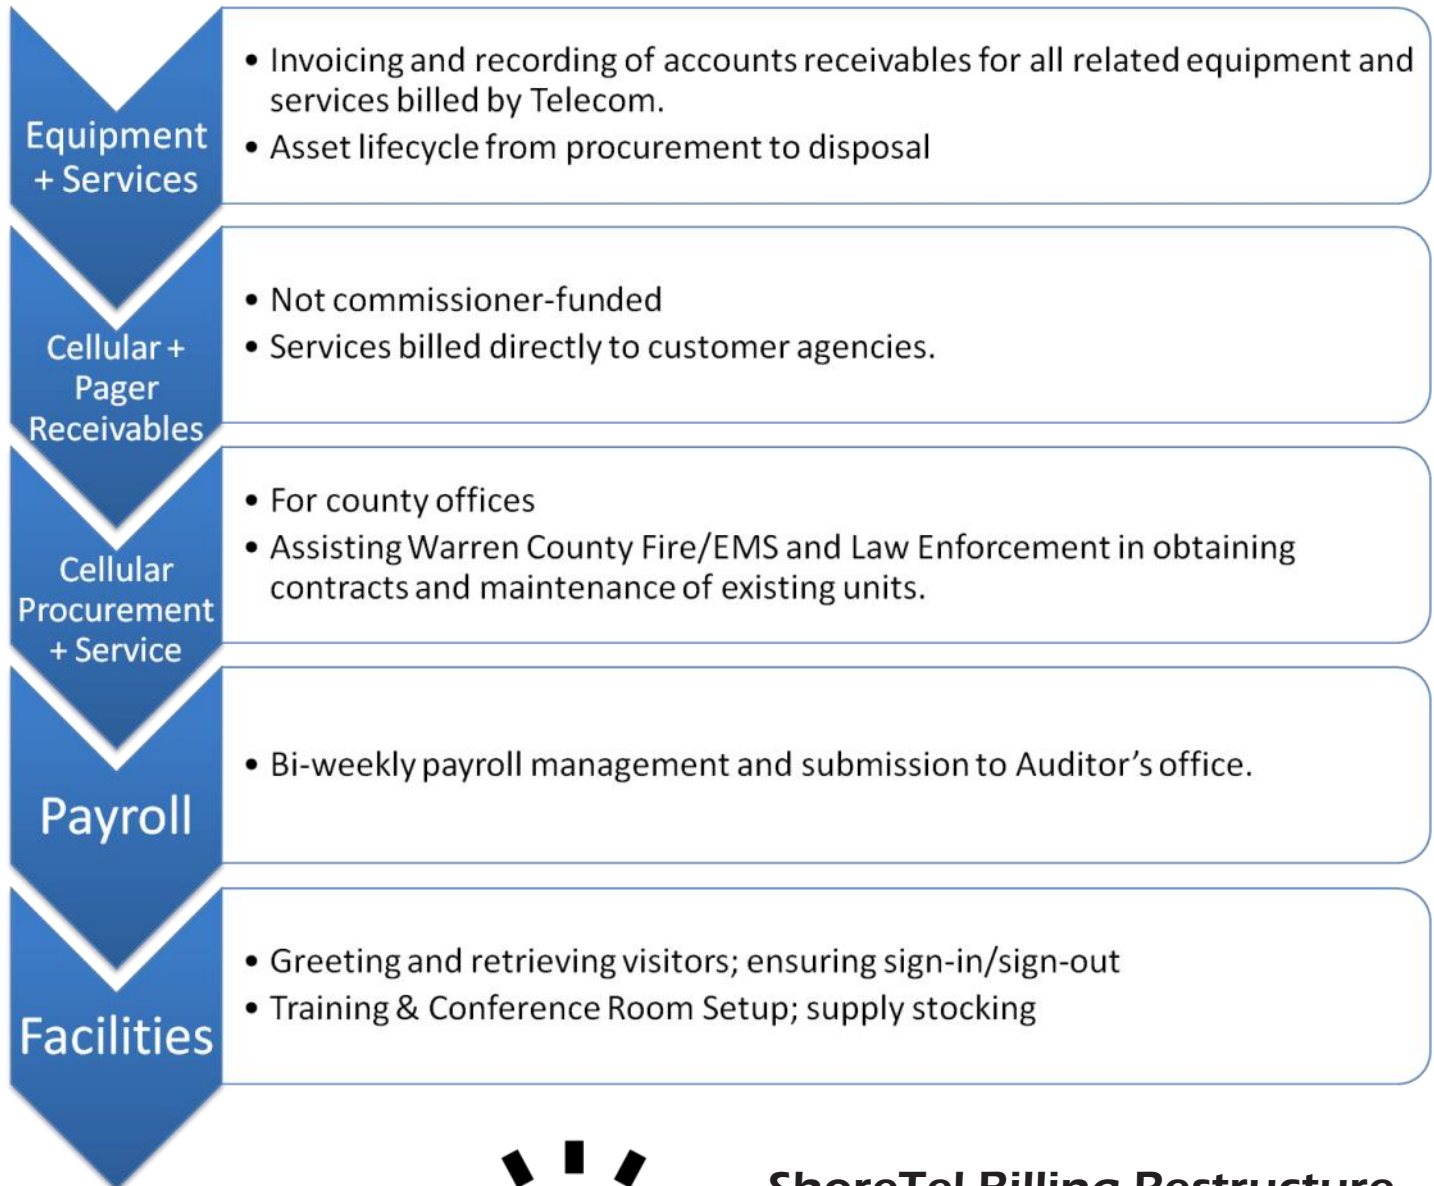 Equipment
+ Services
• Invoicing and recording of accounts receivables for all related equipment and
services billed by Telecom.
• Asset lifecycle from procurement to disposal
Cellular +
Pager
Receivables
• Not commissioner-funded
• Services billed directly to customer agencies.
Cellular
Procurement
+ Service
• For county offices
• Assisting Warren County Fire/EMS and Law Enforcement in obtaining
contracts and maintenance of existing units.
Payroll
• Bi-weekly payroll management and submission to Auditor’s office.
Facilities
• Greeting and retrieving visitors; ensuring sign-in/sign-out
• Training & Conference Room Setup; supply stocking
ShoreTel Billing Restructure